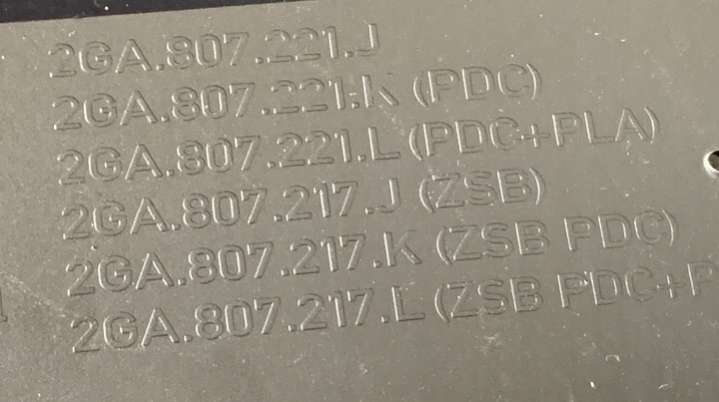 2GA.807.221.J
2GA.807.221.K (PDC)
2GA.807.221.L (PDC+PLA)
2GA.807.217.J (ZSB)
2GA.807.217.K (ZSB PDC)
2GA.807.217.L (ZSB PDC+P